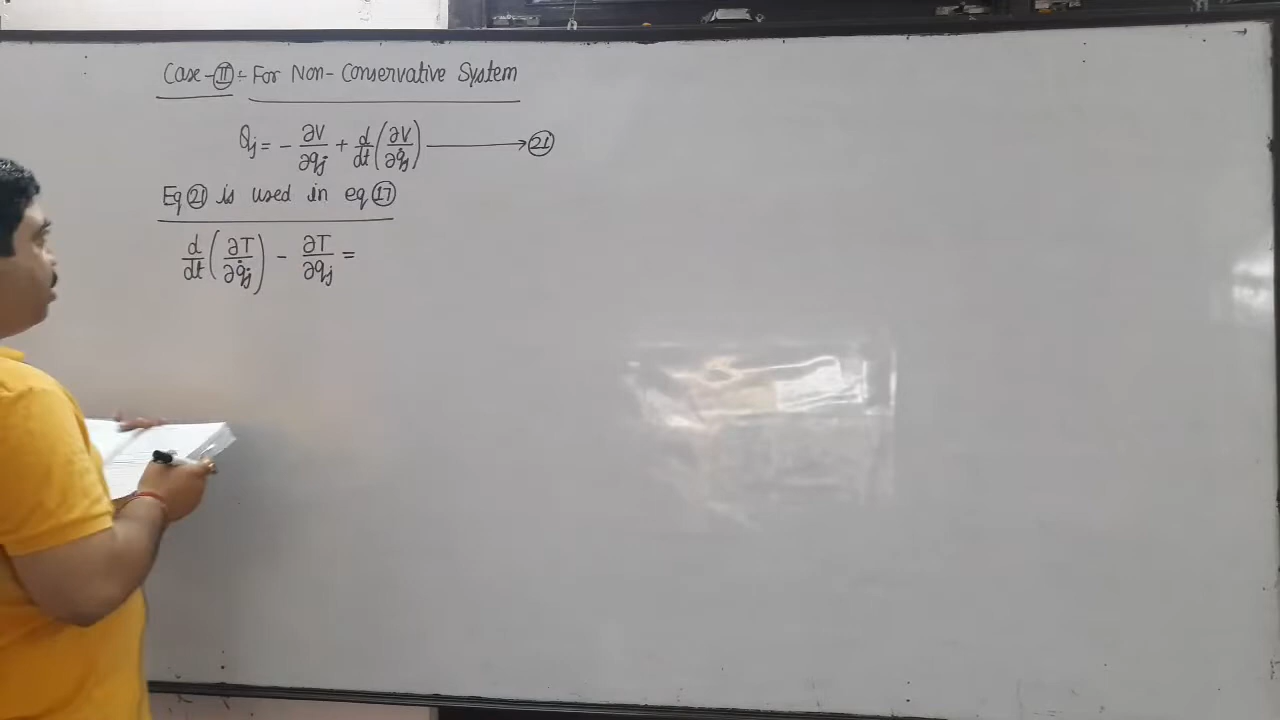 Case-Ⅱ:- For Non-Conservative System
Qj = - ∂V/∂qj + d/dt(∂V/∂q̇j) ⟶ ㉑
Eq ㉑ is used in eq ⑰
d/dt(∂T/∂q̇j) - ∂T/∂qj =